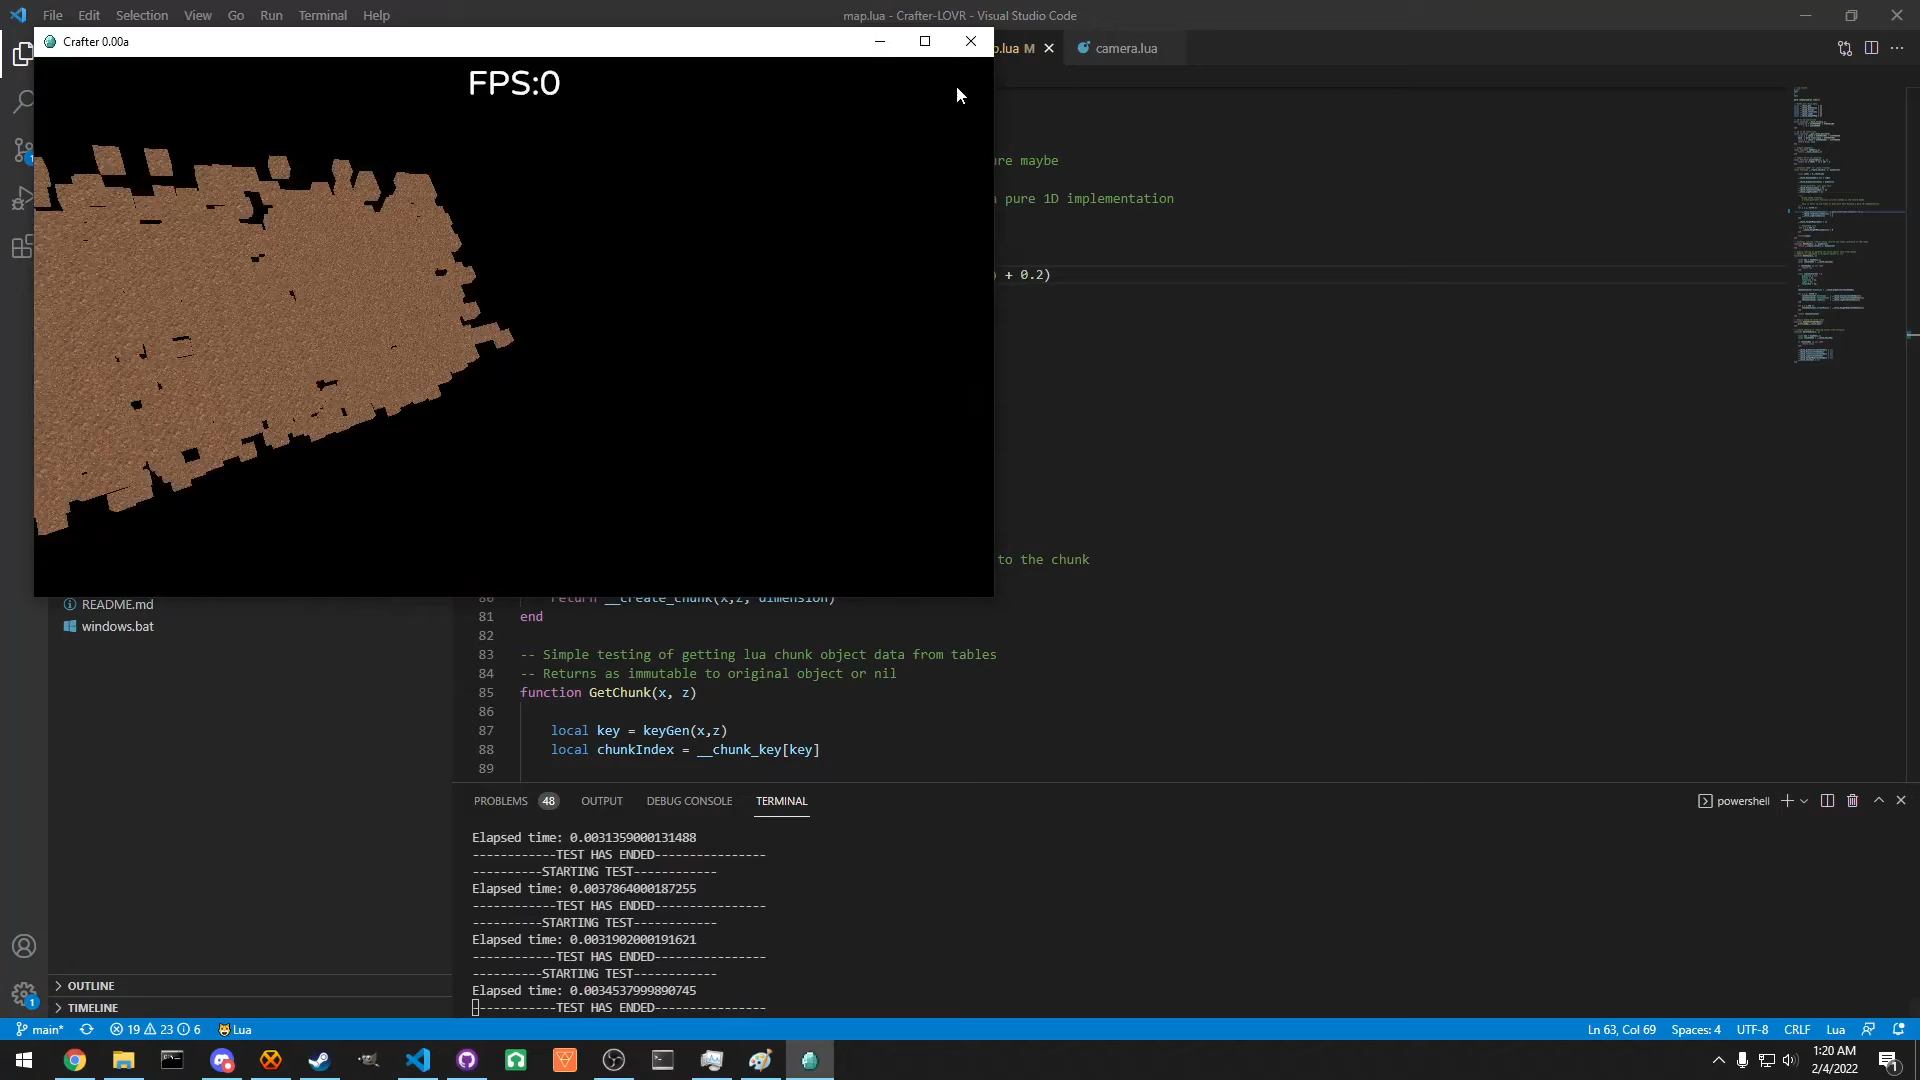 File Edit Selection View Go Run Terminal Help
map.lua - Crafter-LOVR - Visual Studio Code
Crafter 0.00a
p.lua M
camera.lua
FPS:0
re maybe
pure 1D implementation
+ 0.2)
to the chunk
README.md
windows.bat
80 return __create_chunk(x,z, dimension)
81 end
82
83 -- Simple testing of getting lua chunk object data from tables
84 -- Returns as immutable to original object or nil
85 function GetChunk(x, z)
86
87 local key = keyGen(x,z)
88 local chunkIndex = __chunk_key[key]
89
PROBLEMS 48 OUTPUT DEBUG CONSOLE TERMINAL
powershell
Elapsed time: 0.0031359000131488
------------TEST HAS ENDED----------------
----------STARTING TEST------------
Elapsed time: 0.0037864000187255
------------TEST HAS ENDED----------------
----------STARTING TEST------------
Elapsed time: 0.0031902000191621
------------TEST HAS ENDED----------------
----------STARTING TEST------------
Elapsed time: 0.0034537999890745
------------TEST HAS ENDED----------------
OUTLINE
TIMELINE
main* 19 23 6 Lua
Ln 63, Col 69 Spaces: 4 UTF-8 CRLF Lua
1:20 AM
2/4/2022